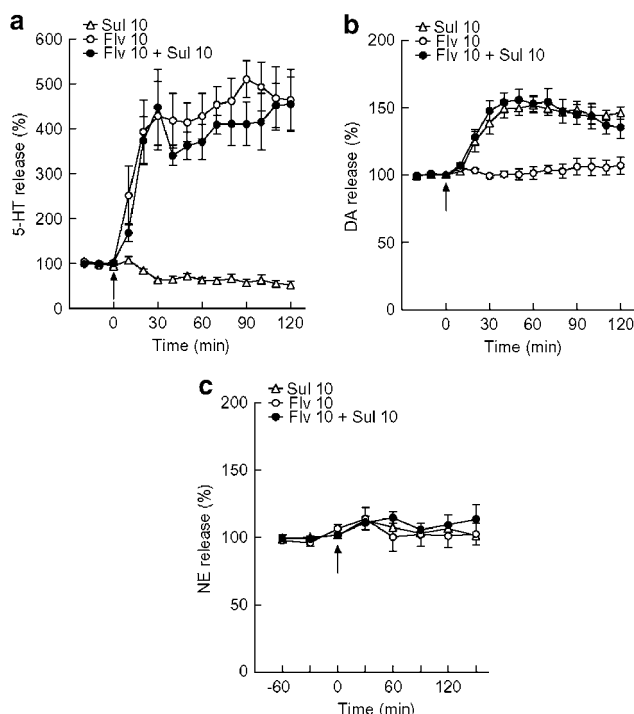 a
△ Sul 10
○ Flv 10
● Flv 10 + Sul 10
600
500
400
300
200
100
0
5-HT release (%)
0 30 60 90 120
Time (min)
b
△ Sul 10
○ Flv 10
● Flv 10 + Sul 10
200
150
100
50
0
DA release (%)
0 30 60 90 120
Time (min)
c
△ Sul 10
○ Flv 10
● Flv 10 + Sul 10
200
150
100
50
0
NE release (%)
-60 0 60 120
Time (min)